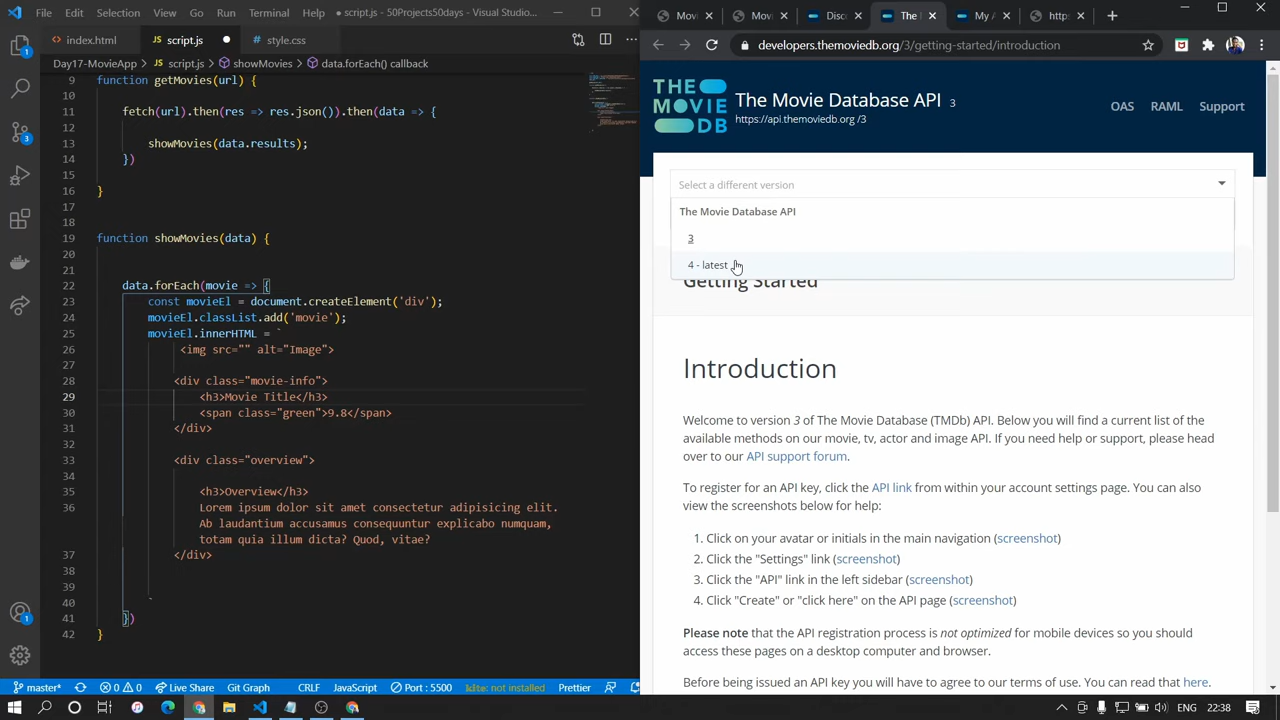 File
Edit
Selection
View
Go
Run
Terminal
Help
script.js - 50Projects50days - Visual Studio...
index.html
script.js
style.css
Day17-MovieApp > script.js > showMovies > data.forEach() callback
9 function getMovies(url) {
10
11 fetch(url).then(res => res.json()).then(data => {
12
13 showMovies(data.results);
14 })
15
16 }
17
18
19 function showMovies(data) {
20
21
22 data.forEach(movie => {
23 const movieEl = document.createElement('div');
24 movieEl.classList.add('movie');
25 movieEl.innerHTML = `
26 <img src="" alt="Image">
27
28 <div class="movie-info">
29 <h3>Movie Title</h3>
30 <span class="green">9.8</span>
31 </div>
32
33 <div class="overview">
34
35 <h3>Overview</h3>
36 Lorem ipsum dolor sit amet consectetur adipisicing elit.
Ab laudantium accusamus consequuntur explicabo numquam,
totam quia illum dicta? Quod, vitae?
37 </div>
38
39
40 `
41 })
42 }
master*
0
0
Live Share
Git Graph
CRLF
JavaScript
Port : 5500
kite: not installed
Prettier
Movi
Movi
Disc
The
My A
https
developers.themoviedb.org/3/getting-started/introduction
THE
MOVIE
DB
The Movie Database API 3
https://api.themoviedb.org /3
OAS
RAML
Support
Select a different version
The Movie Database API
3
4 - latest
Getting Started
Introduction
Welcome to version 3 of The Movie Database (TMDb) API. Below you will find a current list of the
available methods on our movie, tv, actor and image API. If you need help or support, please head
over to our API support forum.
To register for an API key, click the API link from within your account settings page. You can also
view the screenshots below for help:
1. Click on your avatar or initials in the main navigation (screenshot)
2. Click the "Settings" link (screenshot)
3. Click the "API" link in the left sidebar (screenshot)
4. Click "Create" or "click here" on the API page (screenshot)
Please note that the API registration process is not optimized for mobile devices so you should
access these pages on a desktop computer and browser.
Before being issued an API key you will have to agree to our terms of use. You can read that here.
ENG
22:38